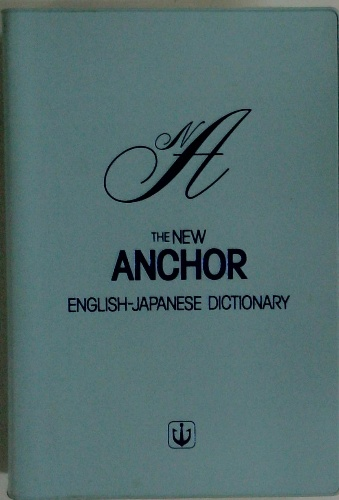 NA
THE NEW
ANCHOR
ENGLISH-JAPANESE DICTIONARY